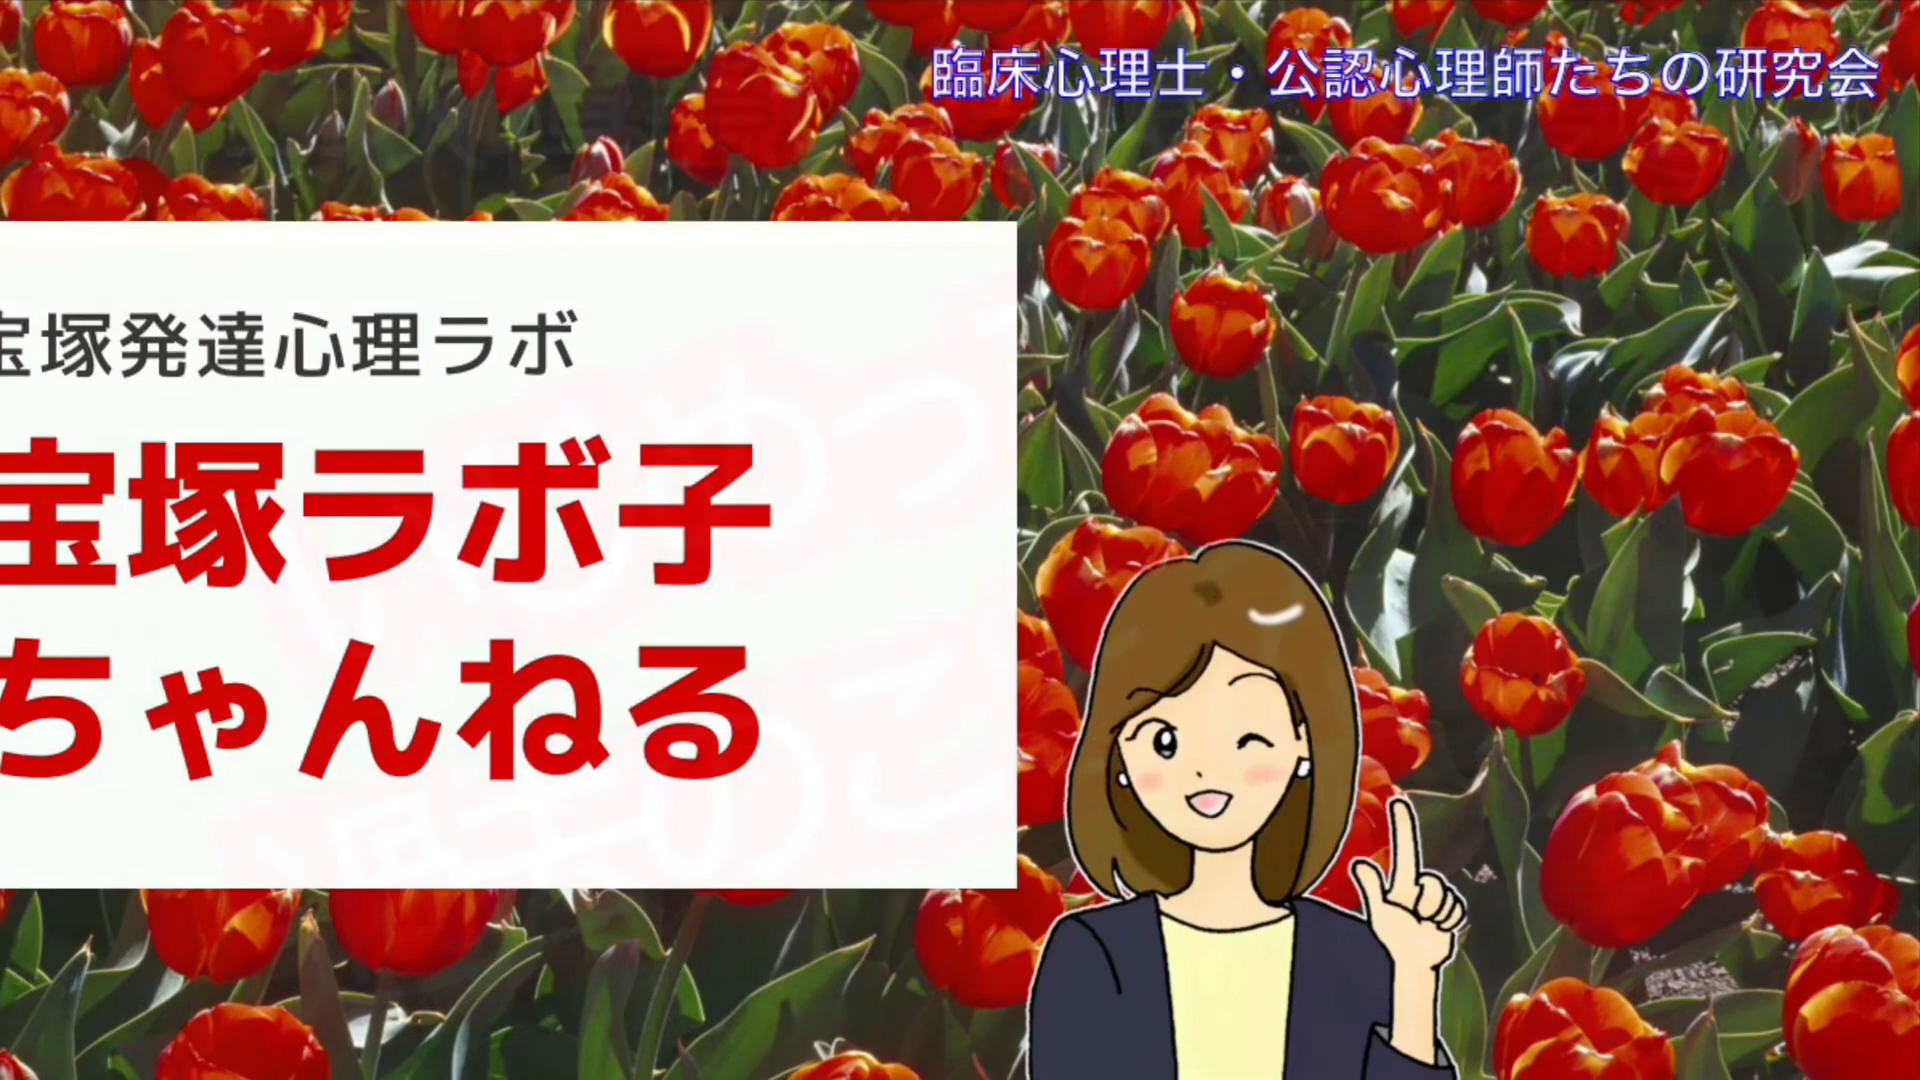 臨床心理士・公認心理師たちの研究会
宝塚発達心理ラボ
宝塚ラボ子
ちゃんねる